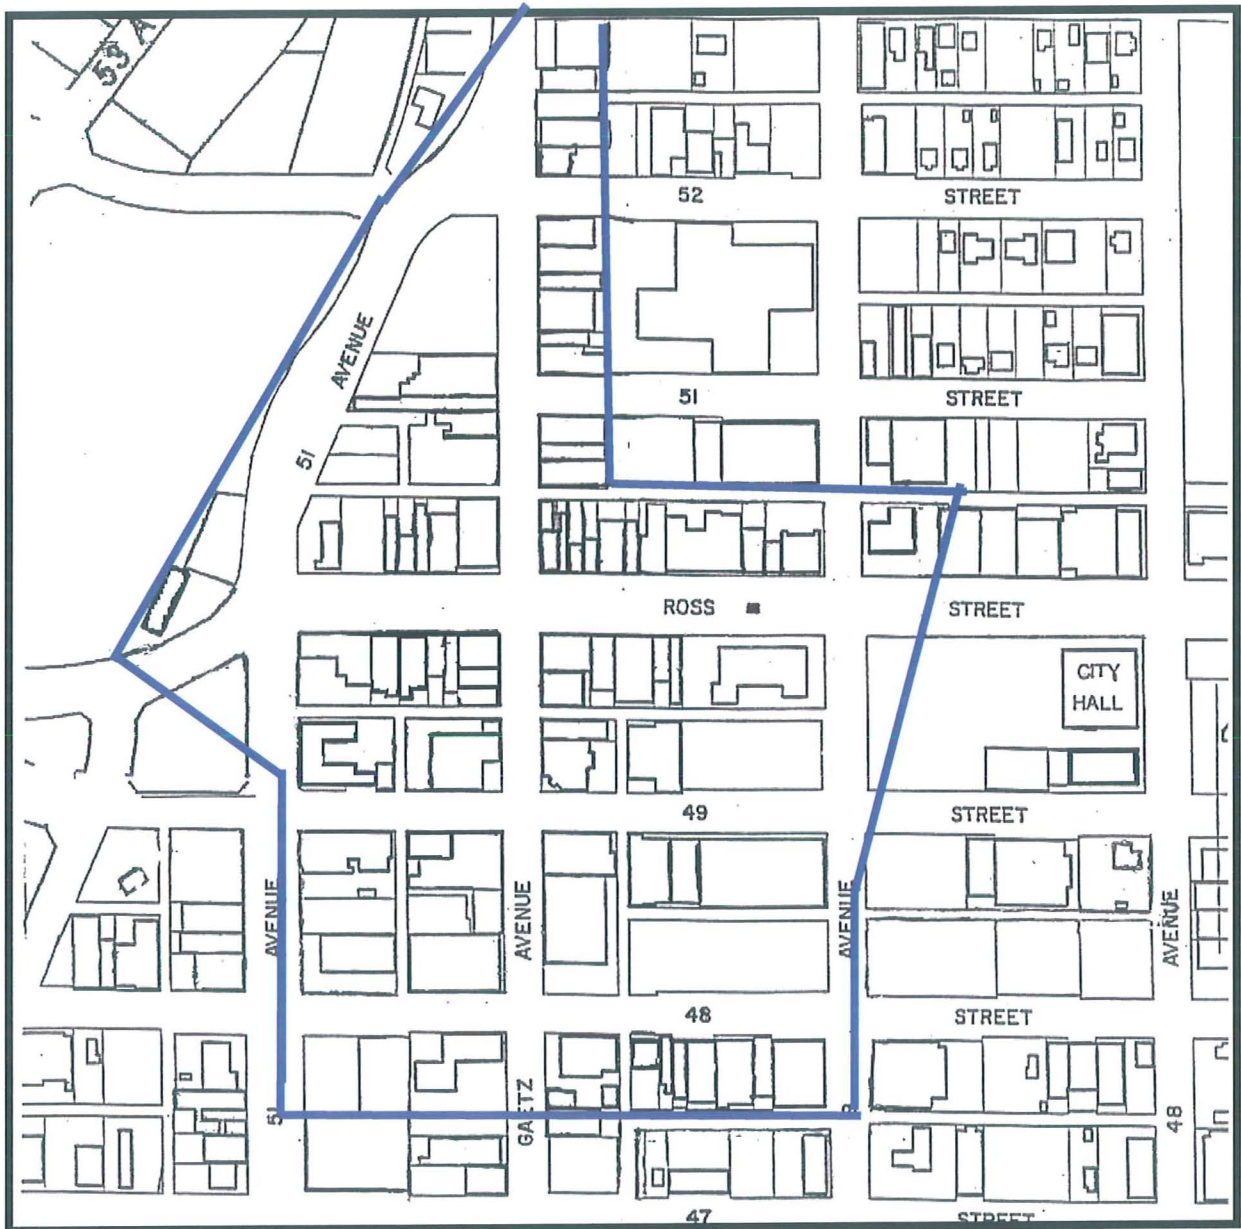 53 A
52 STREET
AVENUE
51 STREET
51
ROSS STREET
CITY
HALL
49 STREET
AVENUE AVENUE AVENUE AVENUE
48 STREET
51
GAETZ
48
47 STREET